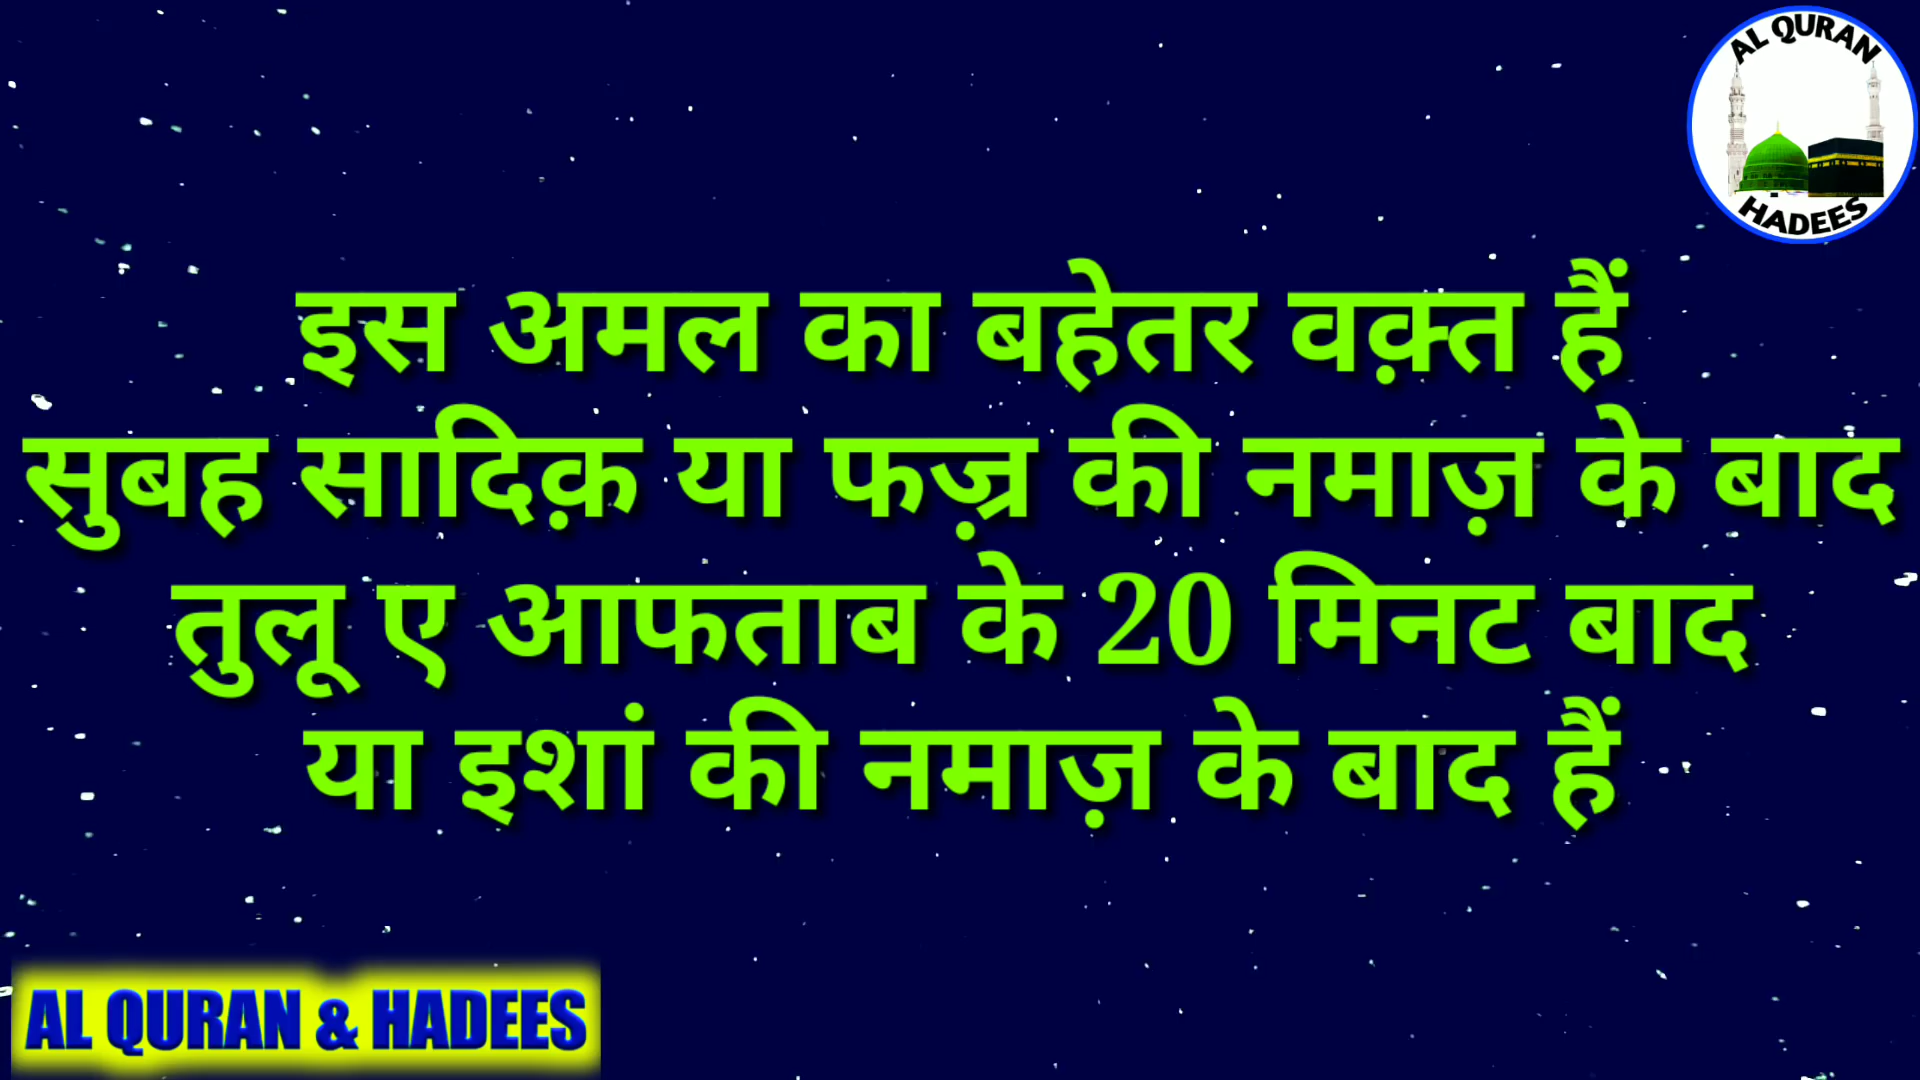 AL QURAN
HADEES
इस अमल का बहेतर वक़्त हैं
सुबह सादिक़ या फज़्र की नमाज़ के बाद
तुलू ए आफताब के 20 मिनट बाद
या इशां की नमाज़ के बाद हैं
AL QURAN & HADEES